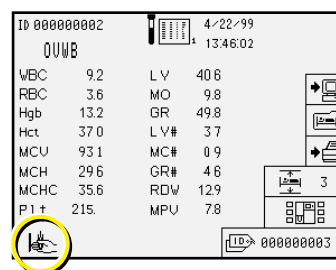 ID 000000002 4/22/99
OVWB 1 13:46:02
WBC 9.2 LY 40 6
RBC 3.6 MO 9.8
Hgb 13.2 GR 49.8
Hct 37 0 LY# 3 7
MCV 93 1 MC# 0 9
MCH 29 6 GR# 4 6
MCHC 35.6 RDW 12.9
Plt 215. MPV 7.8
3
ID 000000003